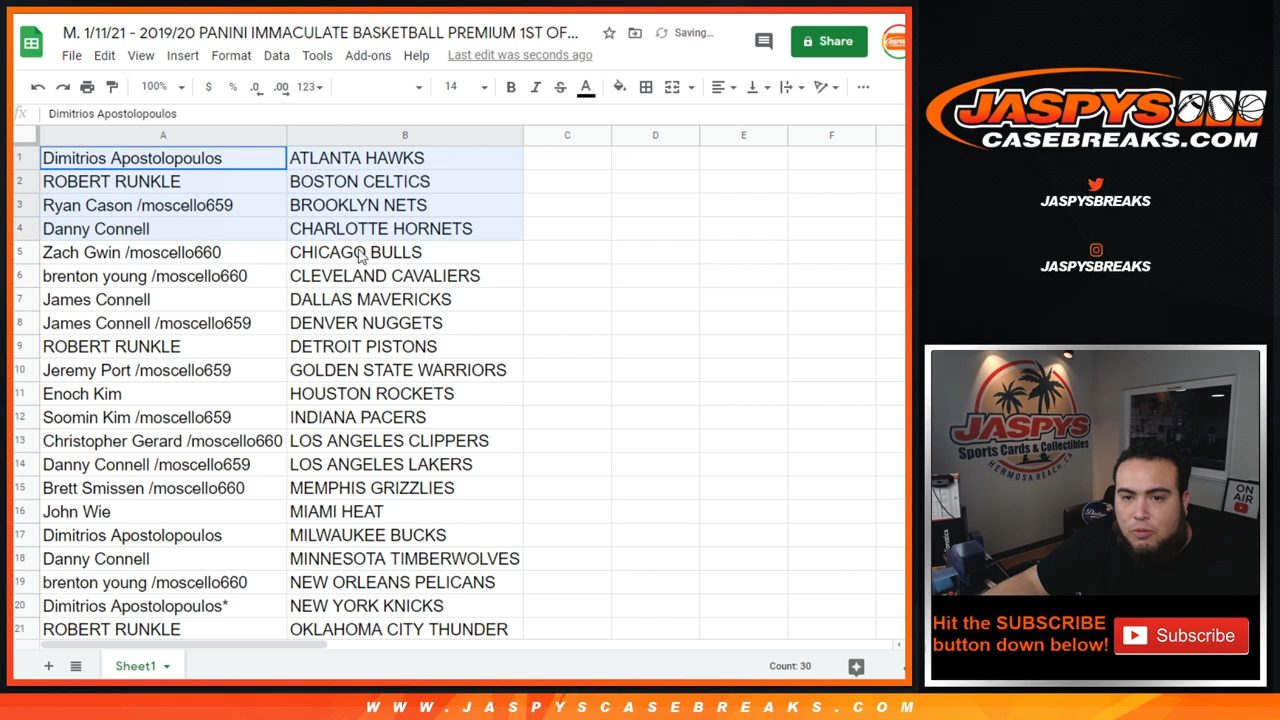 M. 1/11/21 - 2019/20 PANINI IMMACULATE BASKETBALL PREMIUM 1ST OF...
Saving...
Share
File Edit View Insert Format Data Tools Add-ons Help Last edit was seconds ago
100% $ % .0 .00 123 14 B I S A
fx Dimitrios Apostolopoulos
A B C D E F
1 Dimitrios Apostolopoulos ATLANTA HAWKS
2 ROBERT RUNKLE BOSTON CELTICS
3 Ryan Cason /moscello659 BROOKLYN NETS
4 Danny Connell CHARLOTTE HORNETS
5 Zach Gwin /moscello660 CHICAGO BULLS
6 brenton young /moscello660 CLEVELAND CAVALIERS
7 James Connell DALLAS MAVERICKS
8 James Connell /moscello659 DENVER NUGGETS
9 ROBERT RUNKLE DETROIT PISTONS
10 Jeremy Port /moscello659 GOLDEN STATE WARRIORS
11 Enoch Kim HOUSTON ROCKETS
12 Soomin Kim /moscello659 INDIANA PACERS
13 Christopher Gerard /moscello660 LOS ANGELES CLIPPERS
14 Danny Connell /moscello659 LOS ANGELES LAKERS
15 Brett Smissen /moscello660 MEMPHIS GRIZZLIES
16 John Wie MIAMI HEAT
17 Dimitrios Apostolopoulos MILWAUKEE BUCKS
18 Danny Connell MINNESOTA TIMBERWOLVES
19 brenton young /moscello660 NEW ORLEANS PELICANS
20 Dimitrios Apostolopoulos* NEW YORK KNICKS
21 ROBERT RUNKLE OKLAHOMA CITY THUNDER
Sheet1
Count: 30
JASPYS
CASEBREAKS.COM
JASPYSBREAKS
JASPYSBREAKS
JASPYS
Sports Cards & Collectibles
HERMOSA BEACH, CA
ON
AIR
Dodgers
Hit the SUBSCRIBE
button down below!
Subscribe
WWW.JASPYSCASEBREAKS.COM